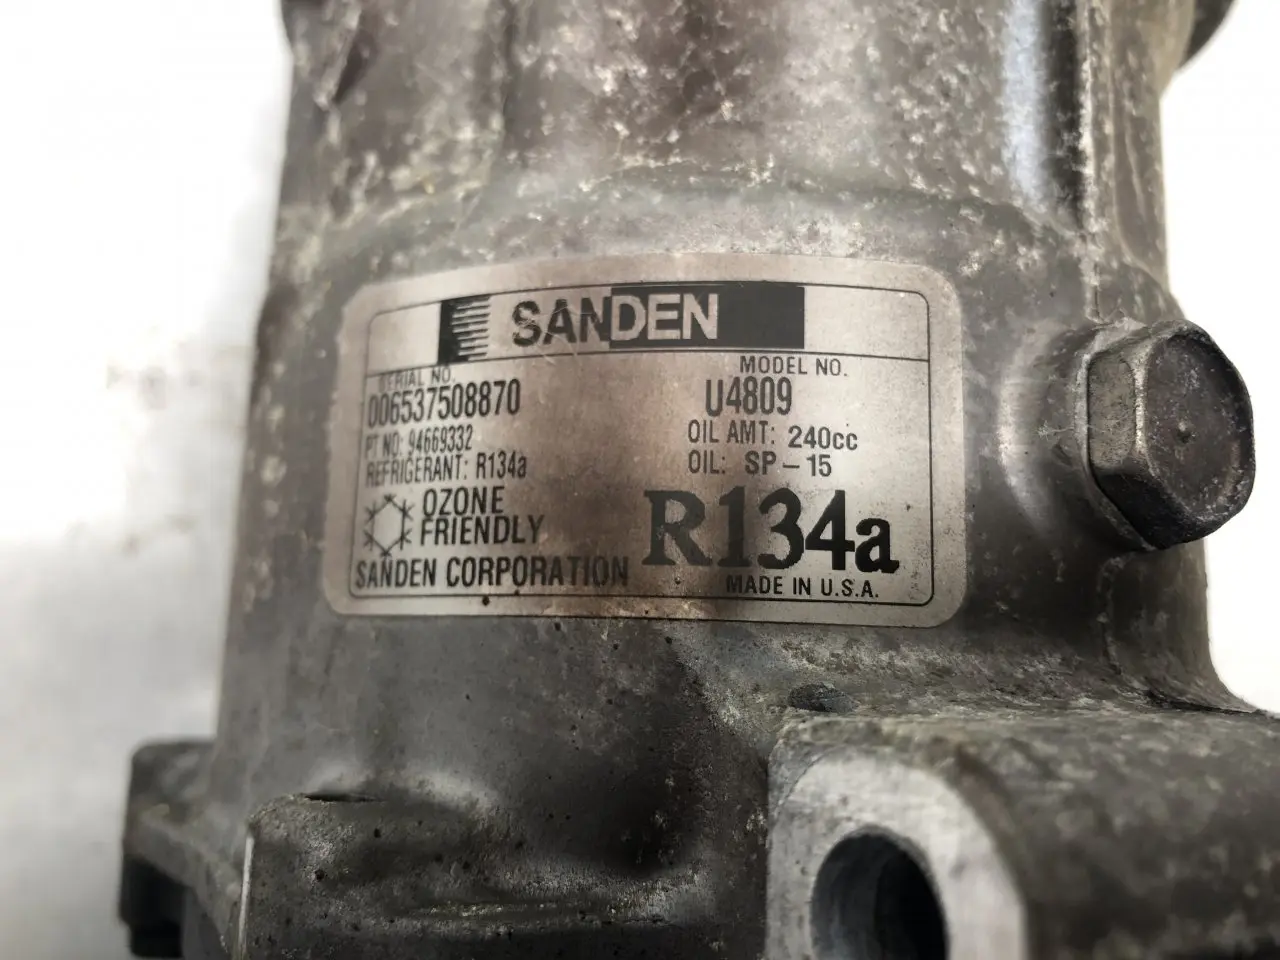 SANDEN
SERIAL NO. MODEL NO.
006537508870 U4809
PT NO: 94669332 OIL AMT: 240cc
REFRIGERANT: R134a OIL: SP-15
OZONE
FRIENDLY R134a
SANDEN CORPORATION MADE IN U.S.A.